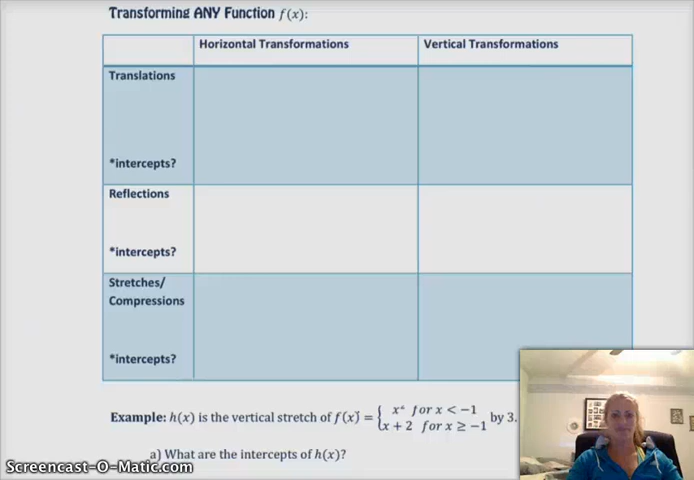 Transforming ANY Function f(x):
Horizontal Transformations
Vertical Transformations
Translations
*intercepts?
Reflections
*intercepts?
Stretches/
Compressions
*intercepts?
Example: h(x) is the vertical stretch of f(x) = { x² for x < −1
x + 2 for x ≥ −1 by 3.
a) What are the intercepts of h(x)?
Screencast-O-Matic.com